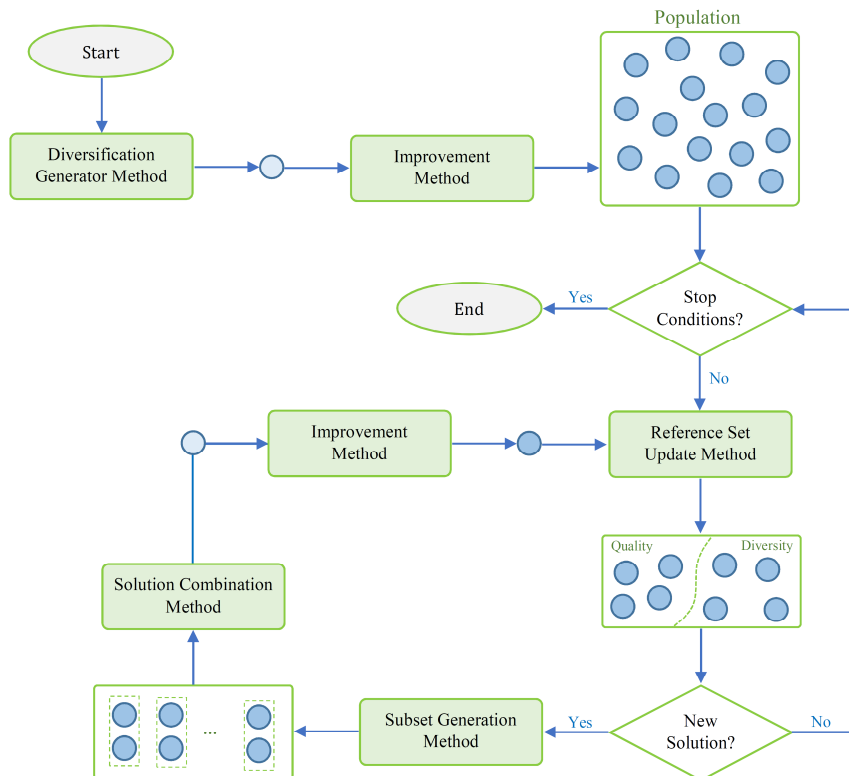 Population
Start
Diversification
Generator Method
Improvement
Method
Stop
Conditions?
Yes
End
No
Improvement
Method
Reference Set
Update Method
Quality
Diversity
Solution Combination
Method
Subset Generation
Method
Yes
New
Solution?
No
...